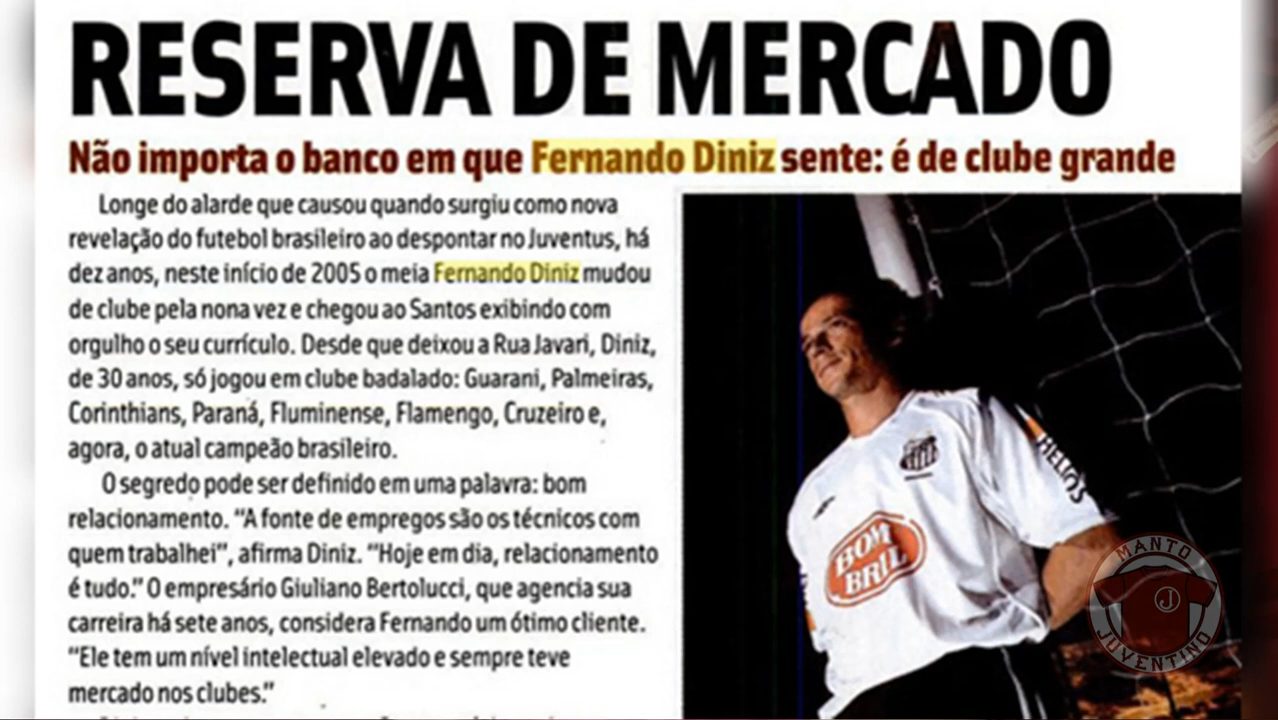 RESERVA DE MERCADO
Não importa o banco em que Fernando Diniz sente: é de clube grande
Longe do alarde que causou quando surgiu como nova
revelação do futebol brasileiro ao despontar no Juventus, há
dez anos, neste início de 2005 o meia Fernando Diniz mudou
de clube pela nona vez e chegou ao Santos exibindo com
orgulho o seu currículo. Desde que deixou a Rua Javari, Diniz,
de 30 anos, só jogou em clube badalado: Guarani, Palmeiras,
Corinthians, Paraná, Fluminense, Flamengo, Cruzeiro e,
agora, o atual campeão brasileiro.
O segredo pode ser definido em uma palavra: bom
relacionamento. “A fonte de empregos são os técnicos com
quem trabalhei”, afirma Diniz. “Hoje em dia, relacionamento
é tudo.” O empresário Giuliano Bertolucci, que agencia sua
carreira há sete anos, considera Fernando um ótimo cliente.
“Ele tem um nível intelectual elevado e sempre teve
mercado nos clubes.”
HELIOS
BOM
BRIL
MANTO
J
JUVENTINO